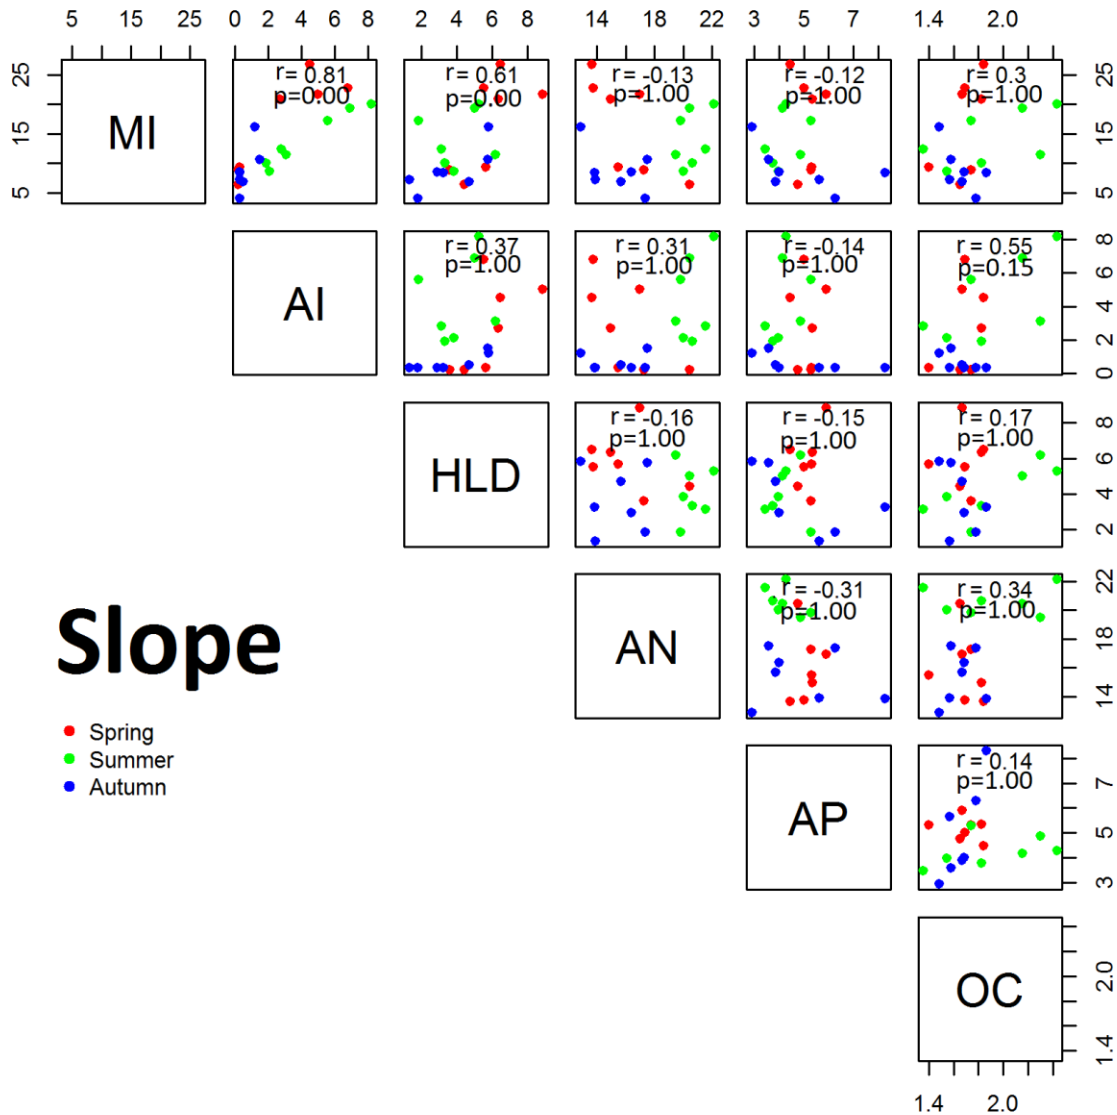 5 15 25 0 2 4 6 8 2 4 6 8 14 18 22 3 5 7 1.4 2.0
MI
r= 0.81
p=0.00
r= 0.61
p=0.00
r= -0.13
p=1.00
r= -0.12
p=1.00
r= 0.3
p=1.00
5 15 25
5 15 25
AI
r= 0.37
p=1.00
r= 0.31
p=1.00
r= -0.14
p=1.00
r= 0.55
p=0.15
0 2 4 6 8
HLD
r= -0.16
p=1.00
r= -0.15
p=1.00
r= 0.17
p=1.00
2 4 6 8
AN
r= -0.31
p=1.00
r= 0.34
p=1.00
14 18 22
Slope
Spring
Summer
Autumn
AP
r= 0.14
p=1.00
3 5 7
OC
1.4 2.0
1.4 2.0